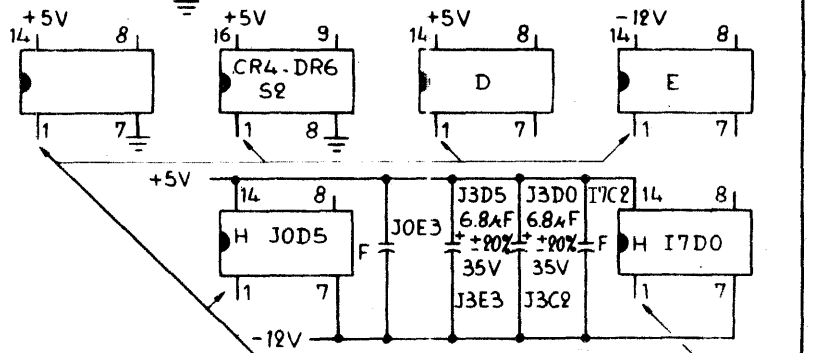 +5V +5V +5V -12V
14 8 16 9 14 8 14 8
CR4-DR6
S2 D E
1 7 1 8 1 7 1 7
+5V
14 8 J3D5 J3D0 I7C2 14 8
6.8µF 6.8µF
H J0D5 F J0E3 + ±20% + ±20% F H I7D0
35V 35V
1 7 J3E3 J3C2 1 7
-12V